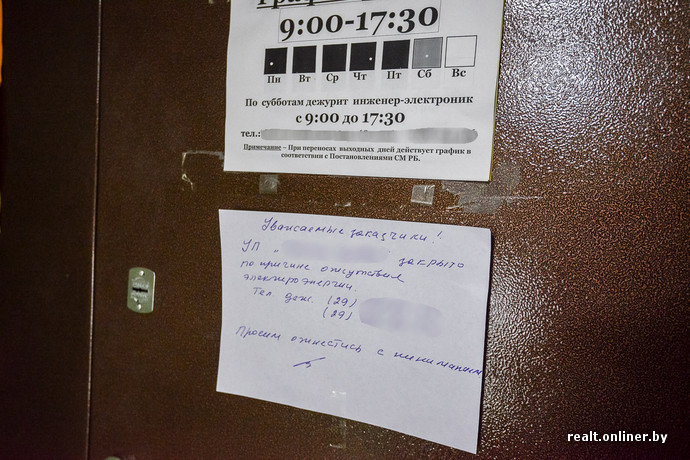 График
9:00-17:30
Пн Вт Ср Чт Пт Сб Вс
По субботам дежурит инженер-электроник
с 9:00 до 17:30
тел.:
Примечание – При переносах выходных дней действует график в
соответствии с Постановлениями СМ РБ.
Уважаемые заказчики!
УП " закрыто
по причине отсутствия
электроэнергии.
Тел. деж. (29)
(29)
Просим отнестись с пониманием
realt.onliner.by